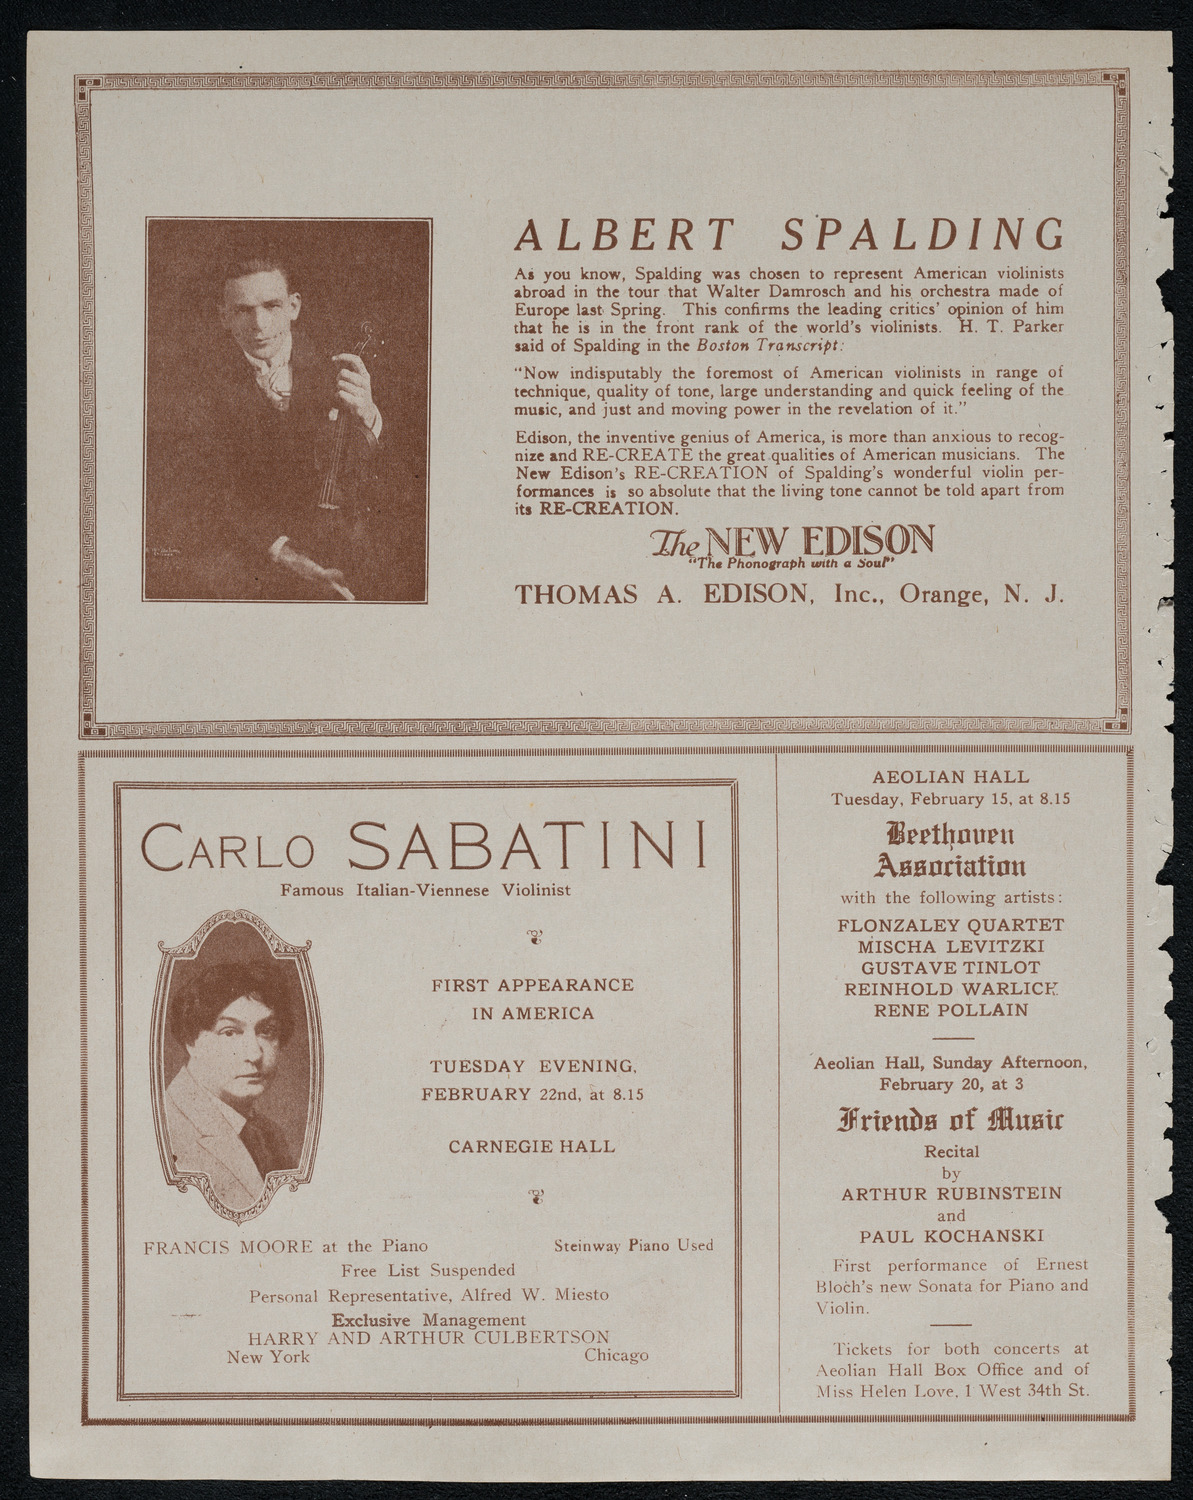 ALBERT SPALDING
As you know, Spalding was chosen to represent American violinists
abroad in the tour that Walter Damrosch and his orchestra made of
Europe last Spring. This confirms the leading critics' opinion of him
that he is in the front rank of the world's violinists. H. T. Parker
said of Spalding in the Boston Transcript:
"Now indisputably the foremost of American violinists in range of
technique, quality of tone, large understanding and quick feeling of the
music, and just and moving power in the revelation of it."
Edison, the inventive genius of America, is more than anxious to recog-
nize and RE-CREATE the great qualities of American musicians. The
New Edison's RE-CREATION of Spalding's wonderful violin per-
formances is so absolute that the living tone cannot be told apart from
its RE-CREATION.
The NEW EDISON
"The Phonograph with a Soul"
THOMAS A. EDISON, Inc., Orange, N. J.
CARLO SABATINI
Famous Italian-Viennese Violinist
FIRST APPEARANCE
IN AMERICA
TUESDAY EVENING,
FEBRUARY 22nd, at 8.15
CARNEGIE HALL
FRANCIS MOORE at the Piano Steinway Piano Used
Free List Suspended
Personal Representative, Alfred W. Miesto
Exclusive Management
HARRY AND ARTHUR CULBERTSON
New York Chicago
AEOLIAN HALL
Tuesday, February 15, at 8.15
Beethoven
Association
with the following artists:
FLONZALEY QUARTET
MISCHA LEVITZKI
GUSTAVE TINLOT
REINHOLD WARLICK
RENE POLLAIN
Aeolian Hall, Sunday Afternoon,
February 20, at 3
Friends of Music
Recital
by
ARTHUR RUBINSTEIN
and
PAUL KOCHANSKI
First performance of Ernest
Bloch's new Sonata for Piano and
Violin.
Tickets for both concerts at
Aeolian Hall Box Office and of
Miss Helen Love, 1 West 34th St.